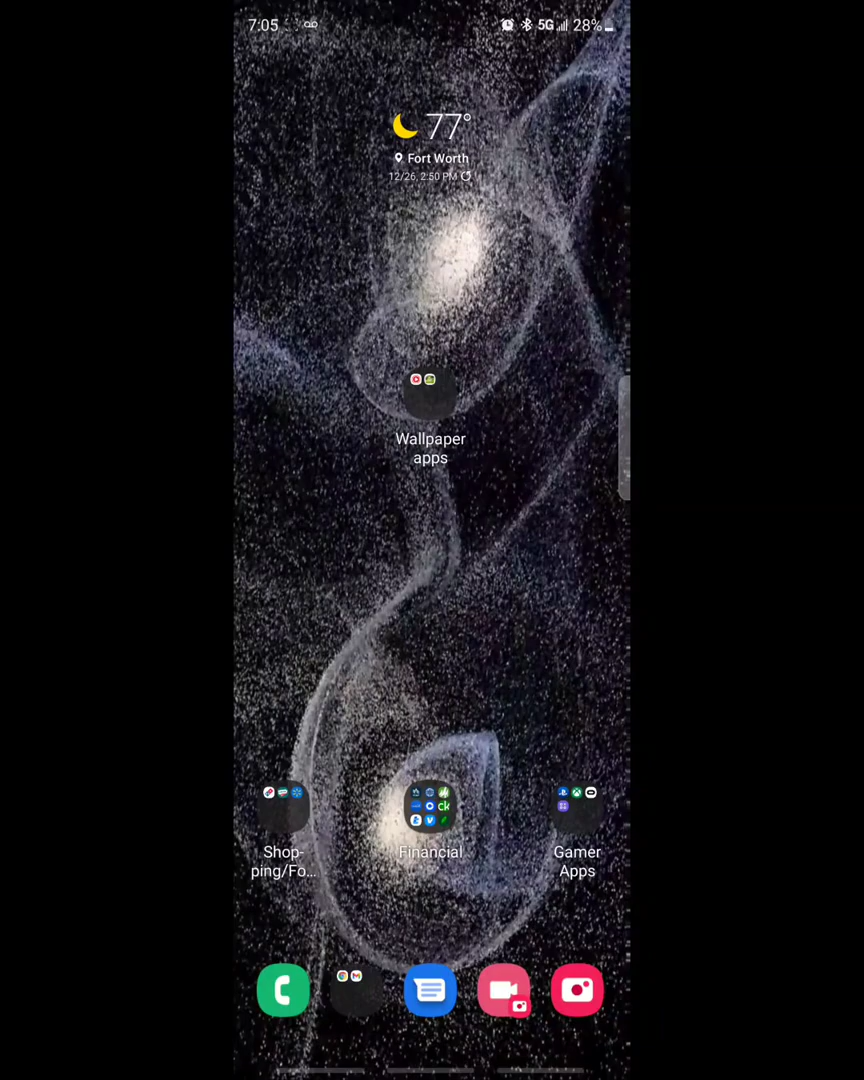 7:05
5G 28%
77°
Fort Worth
12/26, 2:50 PM
Wallpaper
apps
ck
Shop-
ping/Fo...
Financial
Gamer
Apps